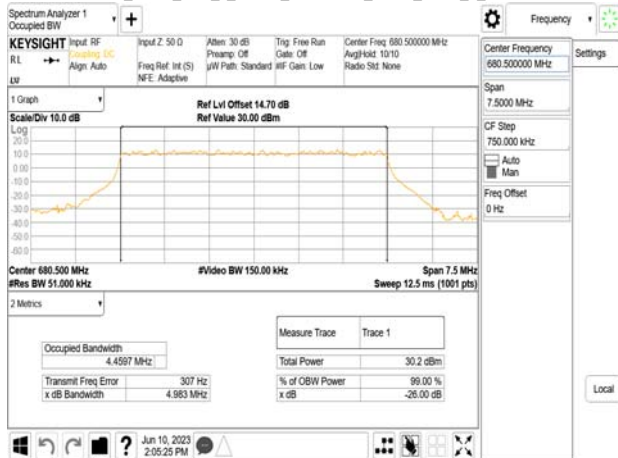 Spectrum Analyzer 1
Occupied BW
+
Frequency
KEYSIGHT
RL
Input: RF
Coupling: DC
Align: Auto
Input Z: 50 Ω
Freq Ref: Int (S)
NFE: Adaptive
Atten: 30 dB
Preamp: Off
µW Path: Standard
Trig: Free Run
Gate: Off
#IF Gain: Low
Center Freq: 680.500000 MHz
Avg|Hold: 10/10
Radio Std: None
Center Frequency
680.500000 MHz
Settings
Span
7.5000 MHz
CF Step
750.000 kHz
Auto
Man
Freq Offset
0 Hz
Local
1 Graph
Scale/Div 10.0 dB
Ref Lvl Offset 14.70 dB
Ref Value 30.00 dBm
Log
20.0
10.0
0.00
-10.0
-20.0
-30.0
-40.0
-50.0
-60.0
Center 680.500 MHz
#Res BW 51.000 kHz
#Video BW 150.00 kHz
Span 7.5 MHz
Sweep 12.5 ms (1001 pts)
2 Metrics
Measure Trace
Trace 1
Occupied Bandwidth
4.4597 MHz
Total Power
30.2 dBm
Transmit Freq Error
307 Hz
% of OBW Power
99.00 %
x dB Bandwidth
4.983 MHz
x dB
-26.00 dB
?
Jun 10, 2023
2:05:25 PM